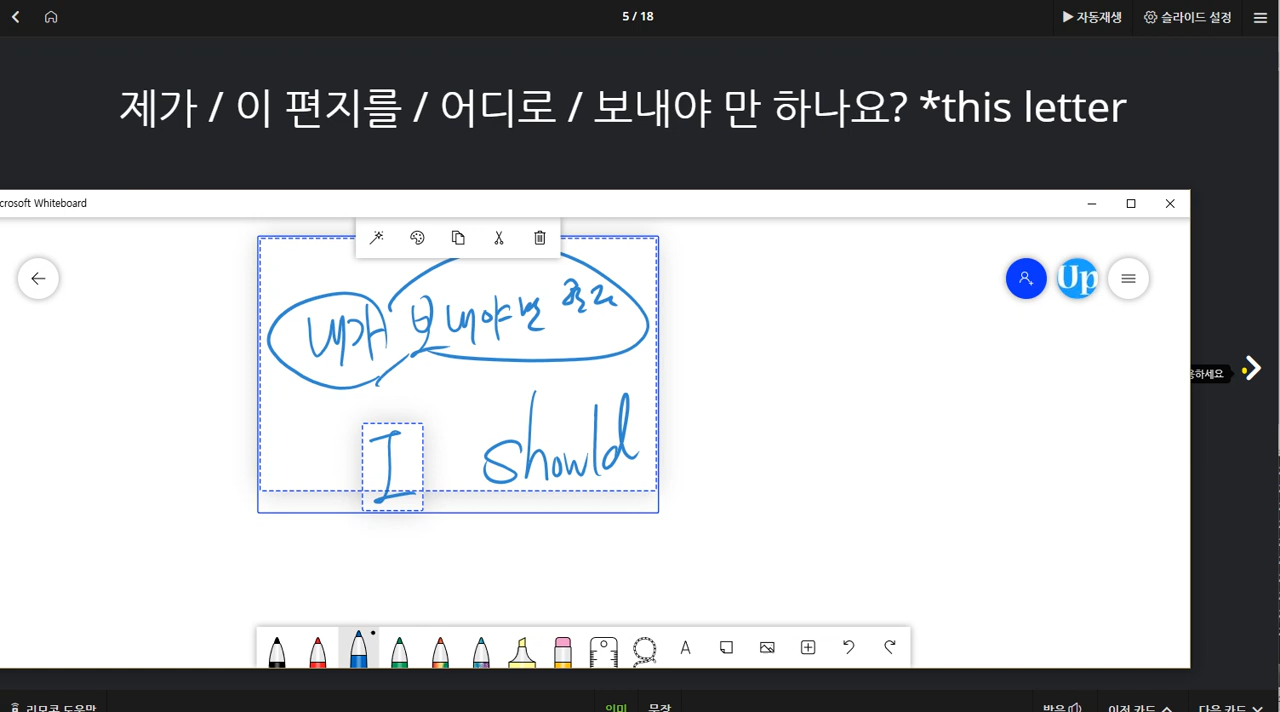 5 / 18
▶ 자동재생
슬라이드 설정
제가 / 이 편지를 / 어디로 / 보내야 만 하나요? *this letter
crosoft Whiteboard
Up
내가 보내야만
I should
용하세요
A
리모콘 도움말
의미
문장
발음
이전 카드
다음 카드